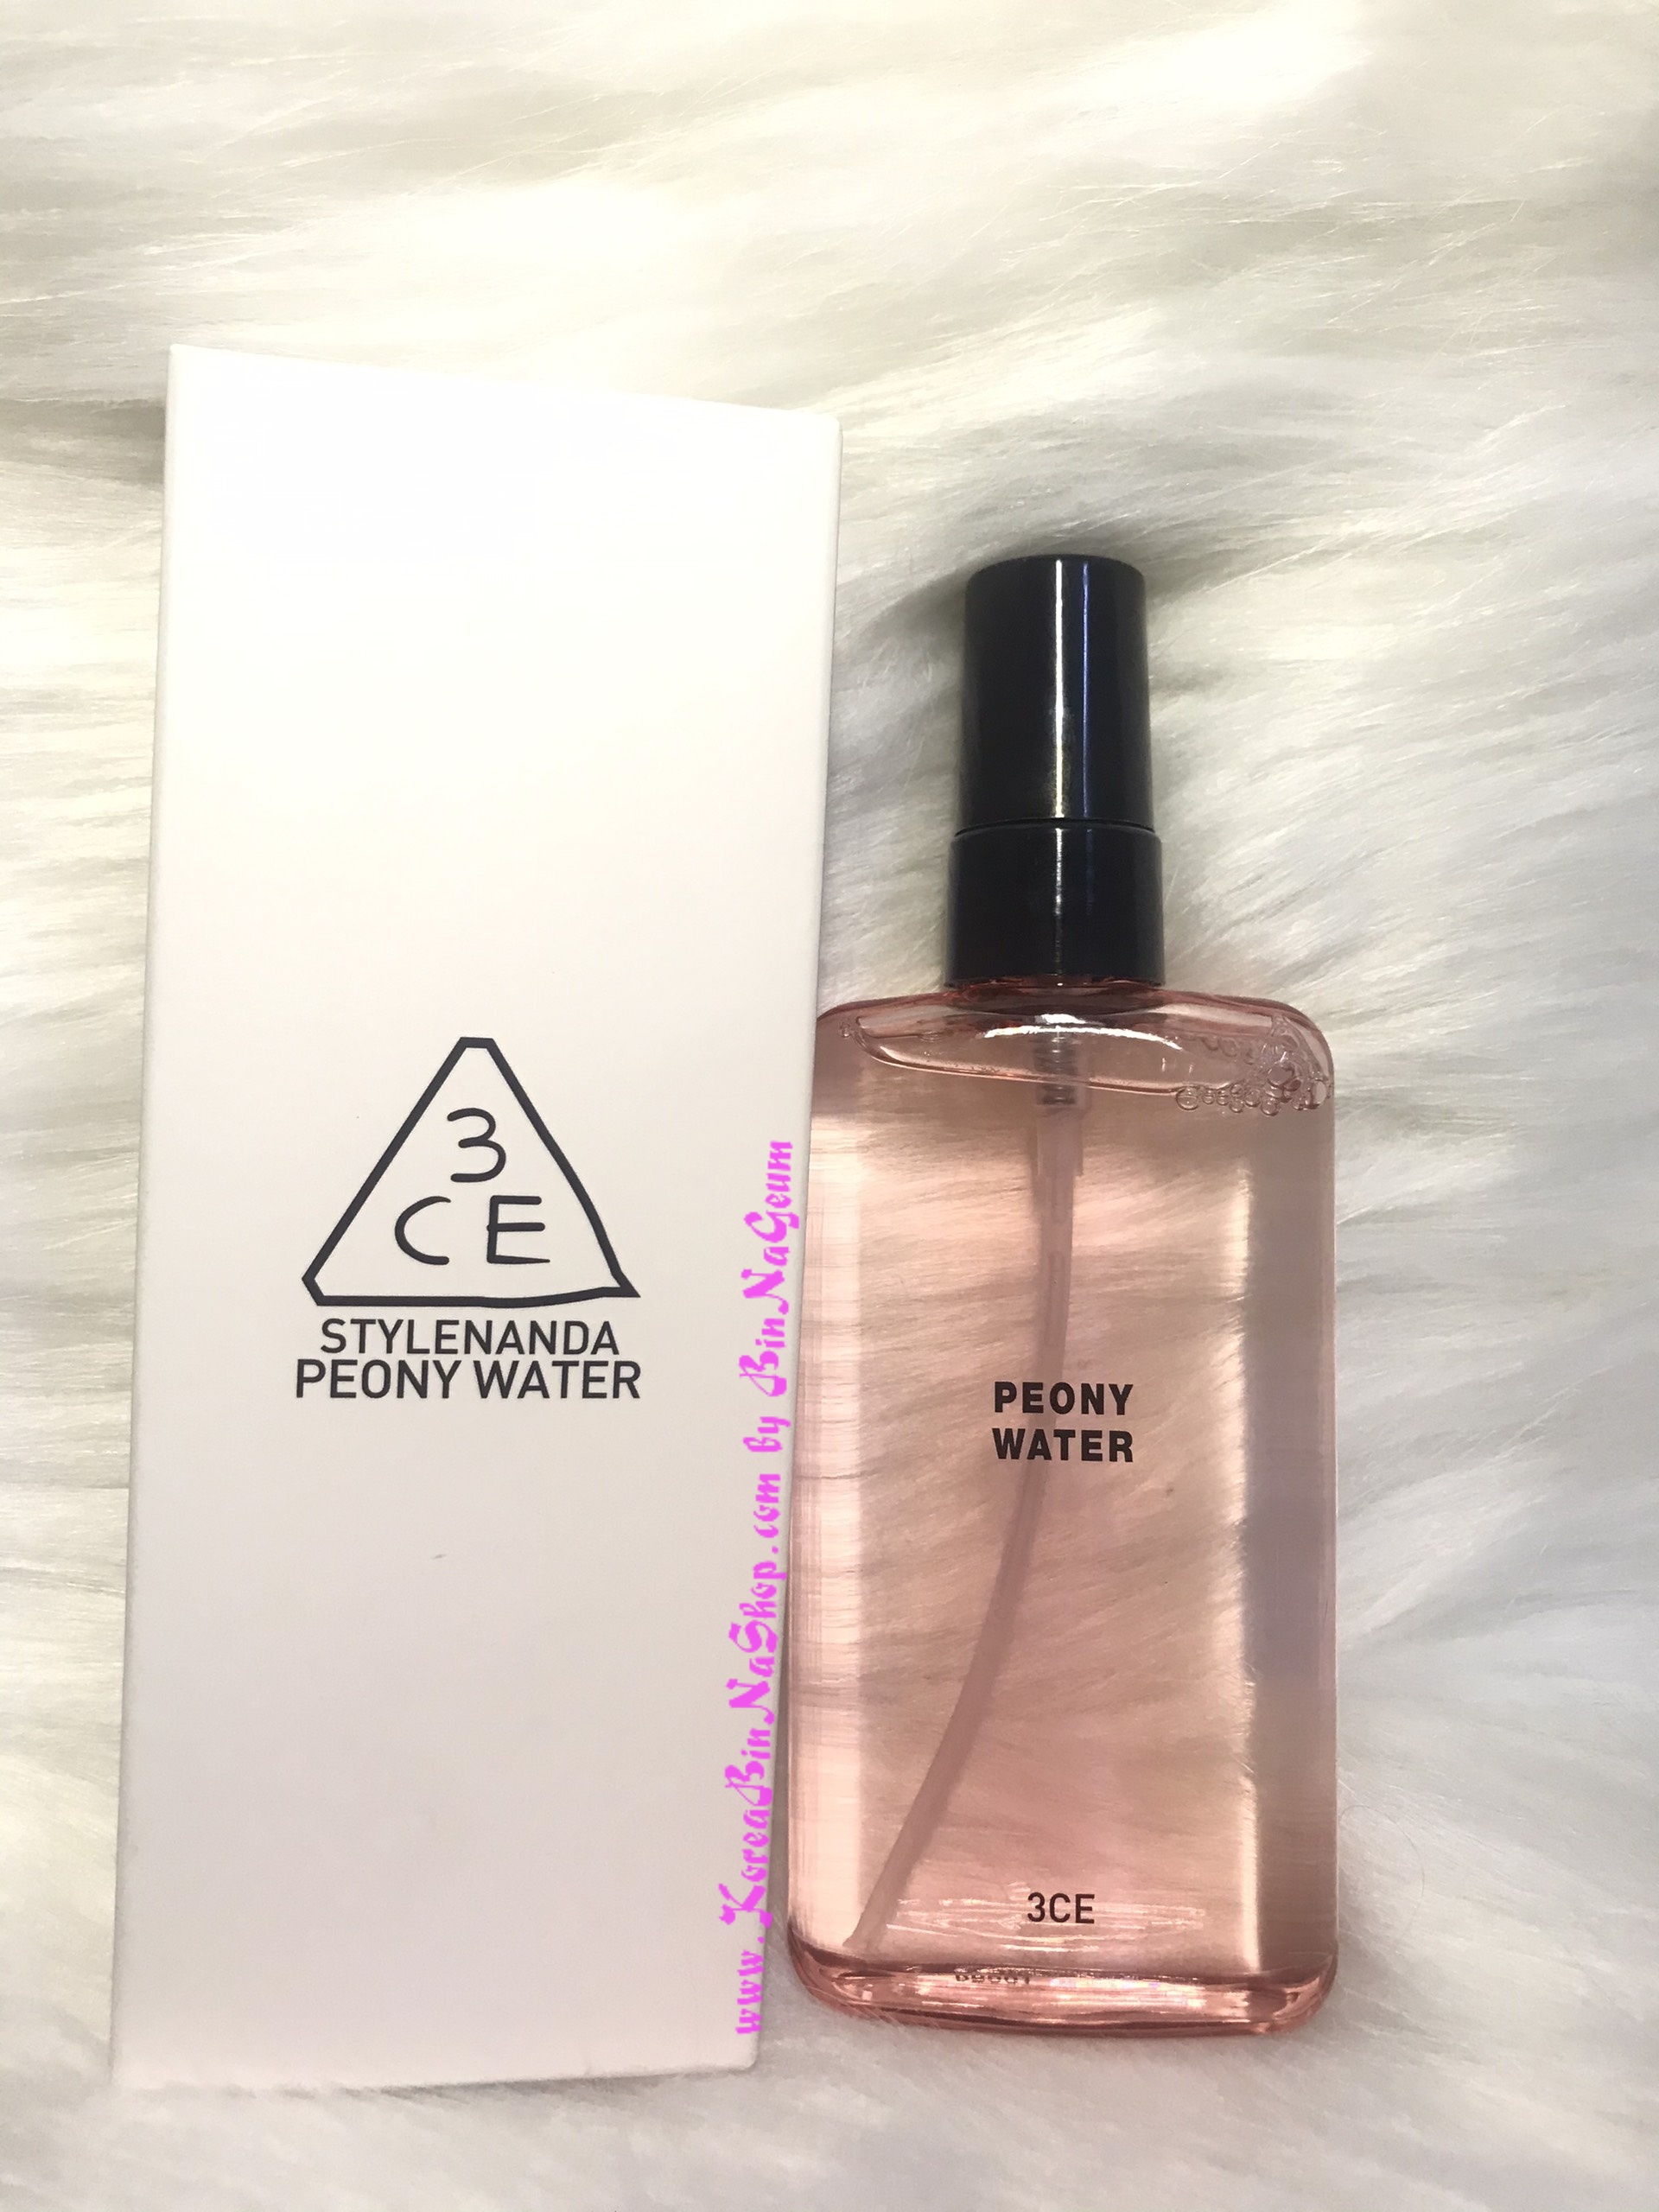 3
CE
STYLENANDA
PEONY WATER
www.KoreaBinNaShop.com by BinNaGeum
PEONY
WATER
3CE